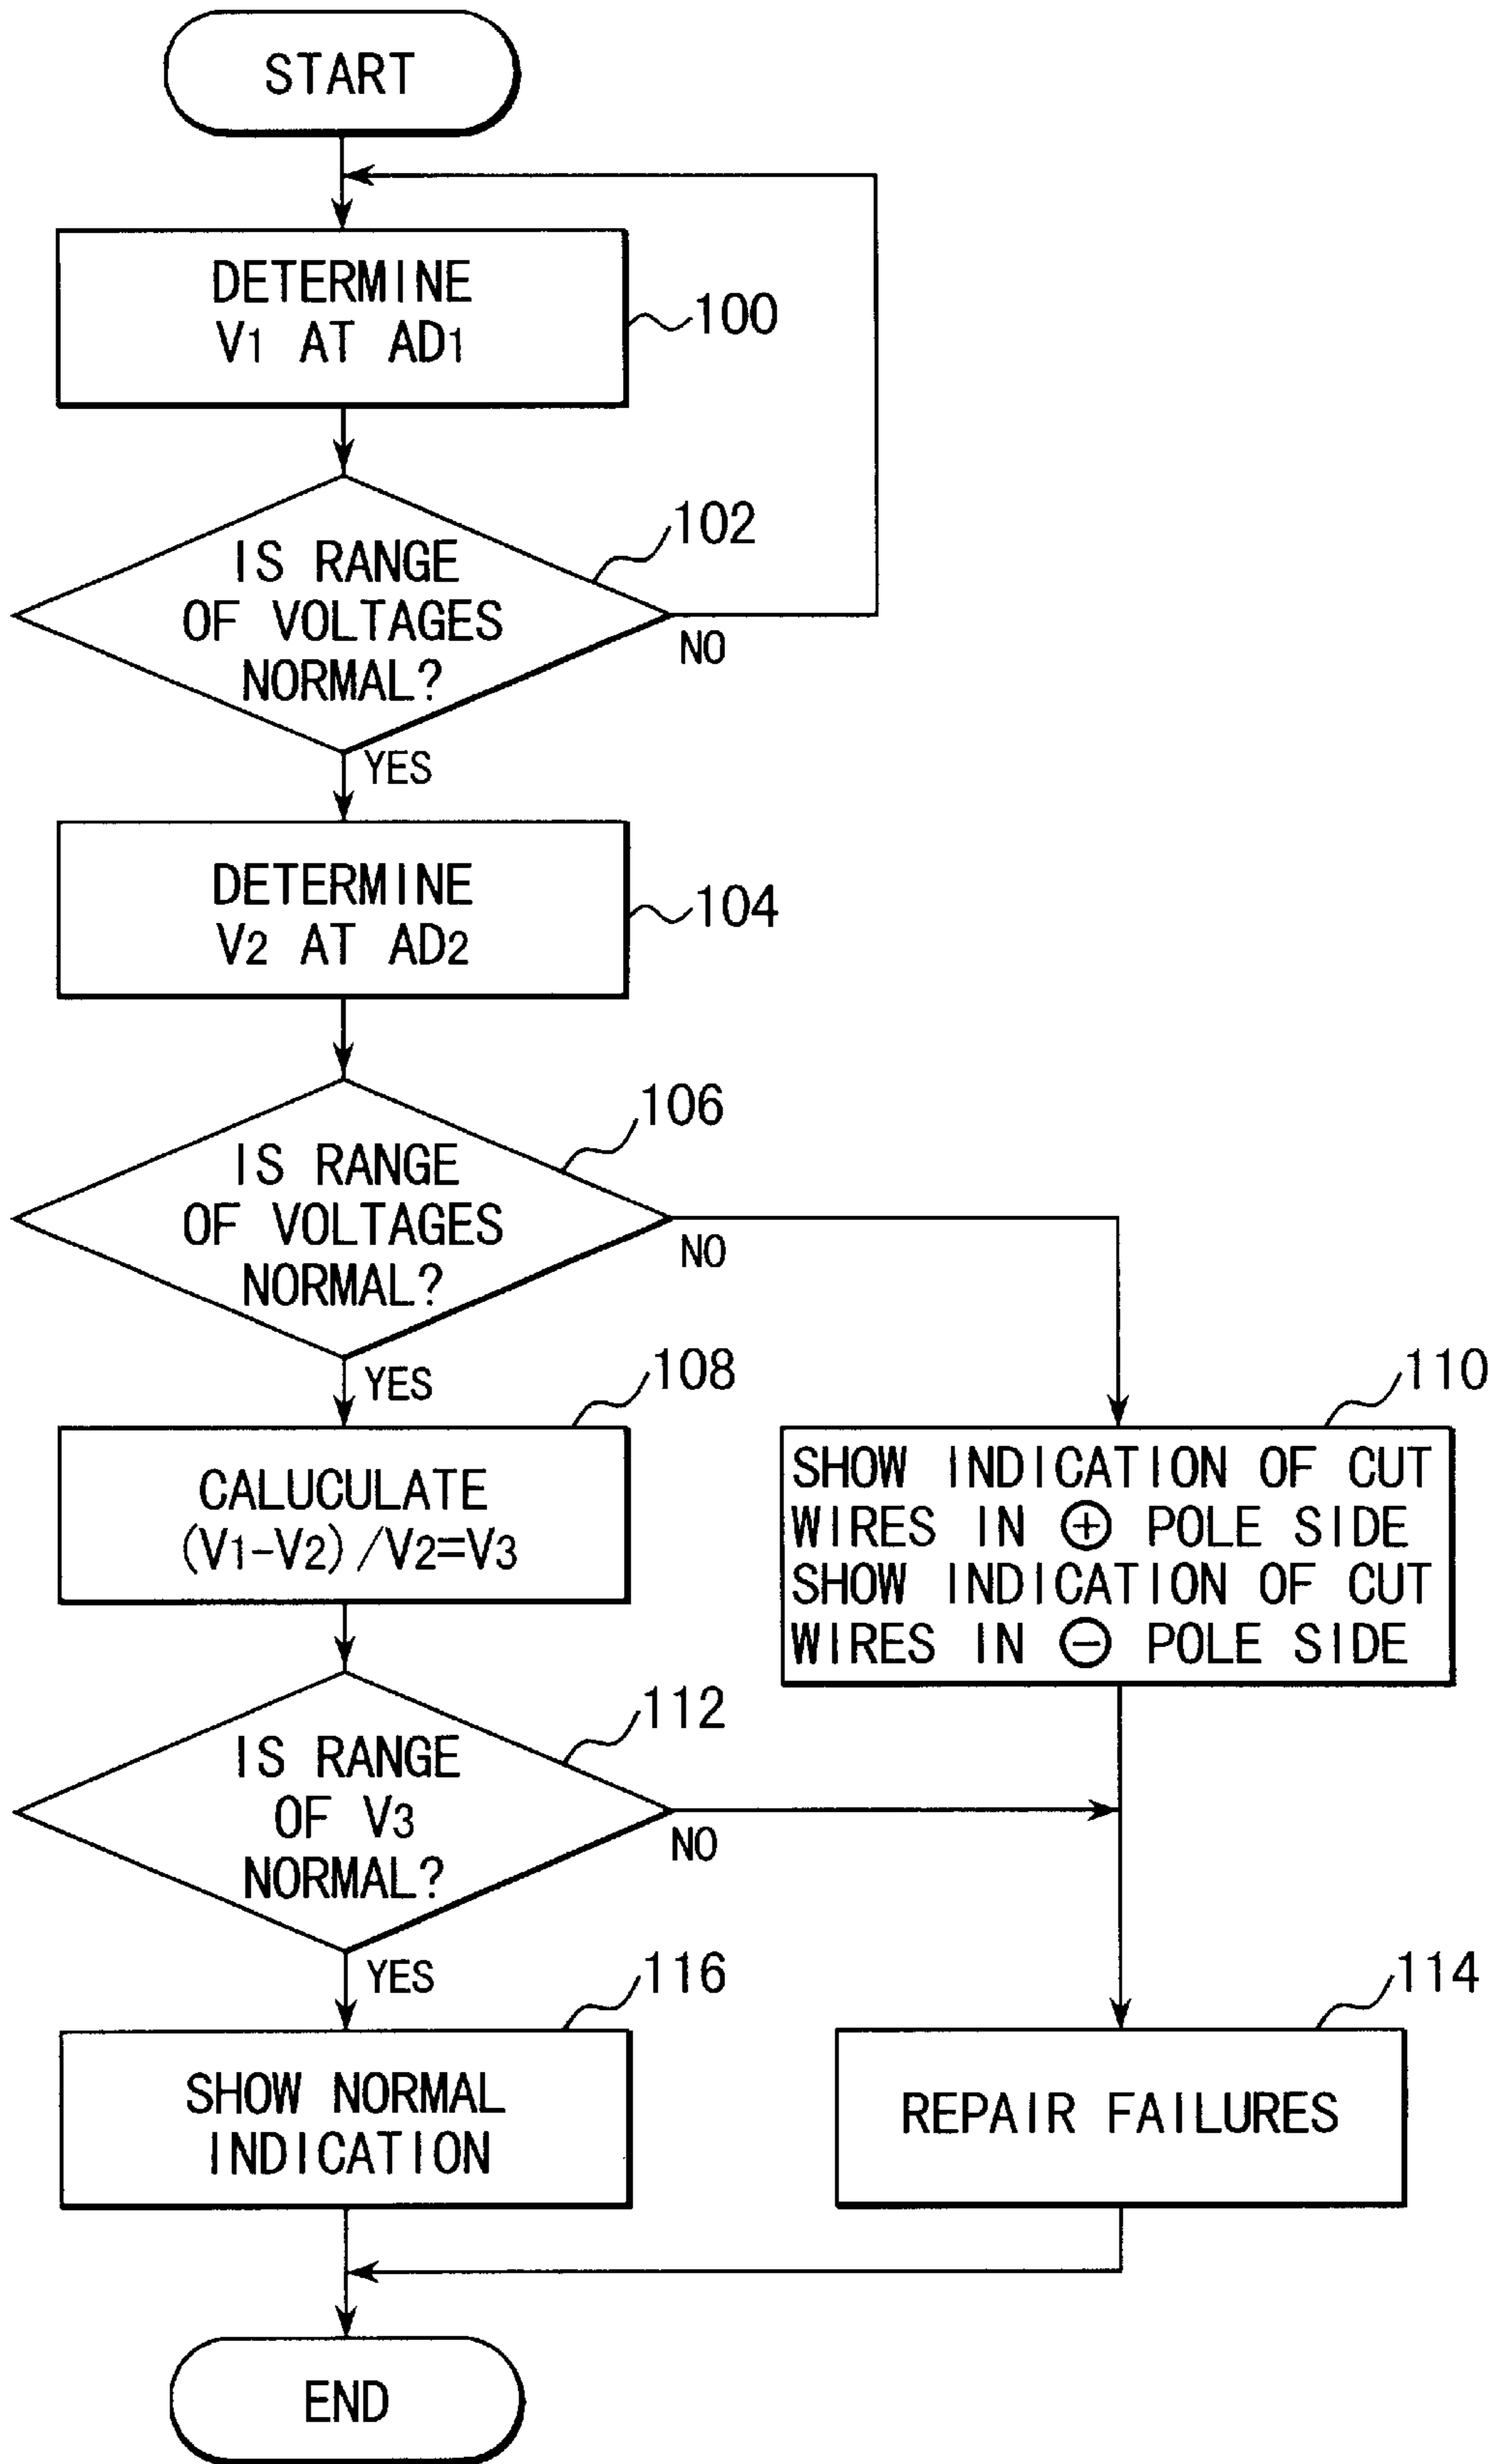 START
DETERMINE
V1 AT AD1
100
102
IS RANGE
OF VOLTAGES
NORMAL?
NO
YES
DETERMINE
V2 AT AD2
104
106
IS RANGE
OF VOLTAGES
NORMAL?
NO
YES
108
CALUCULATE
(V1-V2)/V2=V3
110
SHOW INDICATION OF CUT
WIRES IN ⊕ POLE SIDE
SHOW INDICATION OF CUT
WIRES IN ⊖ POLE SIDE
112
IS RANGE
OF V3
NORMAL?
NO
YES
116
SHOW NORMAL
INDICATION
114
REPAIR FAILURES
END